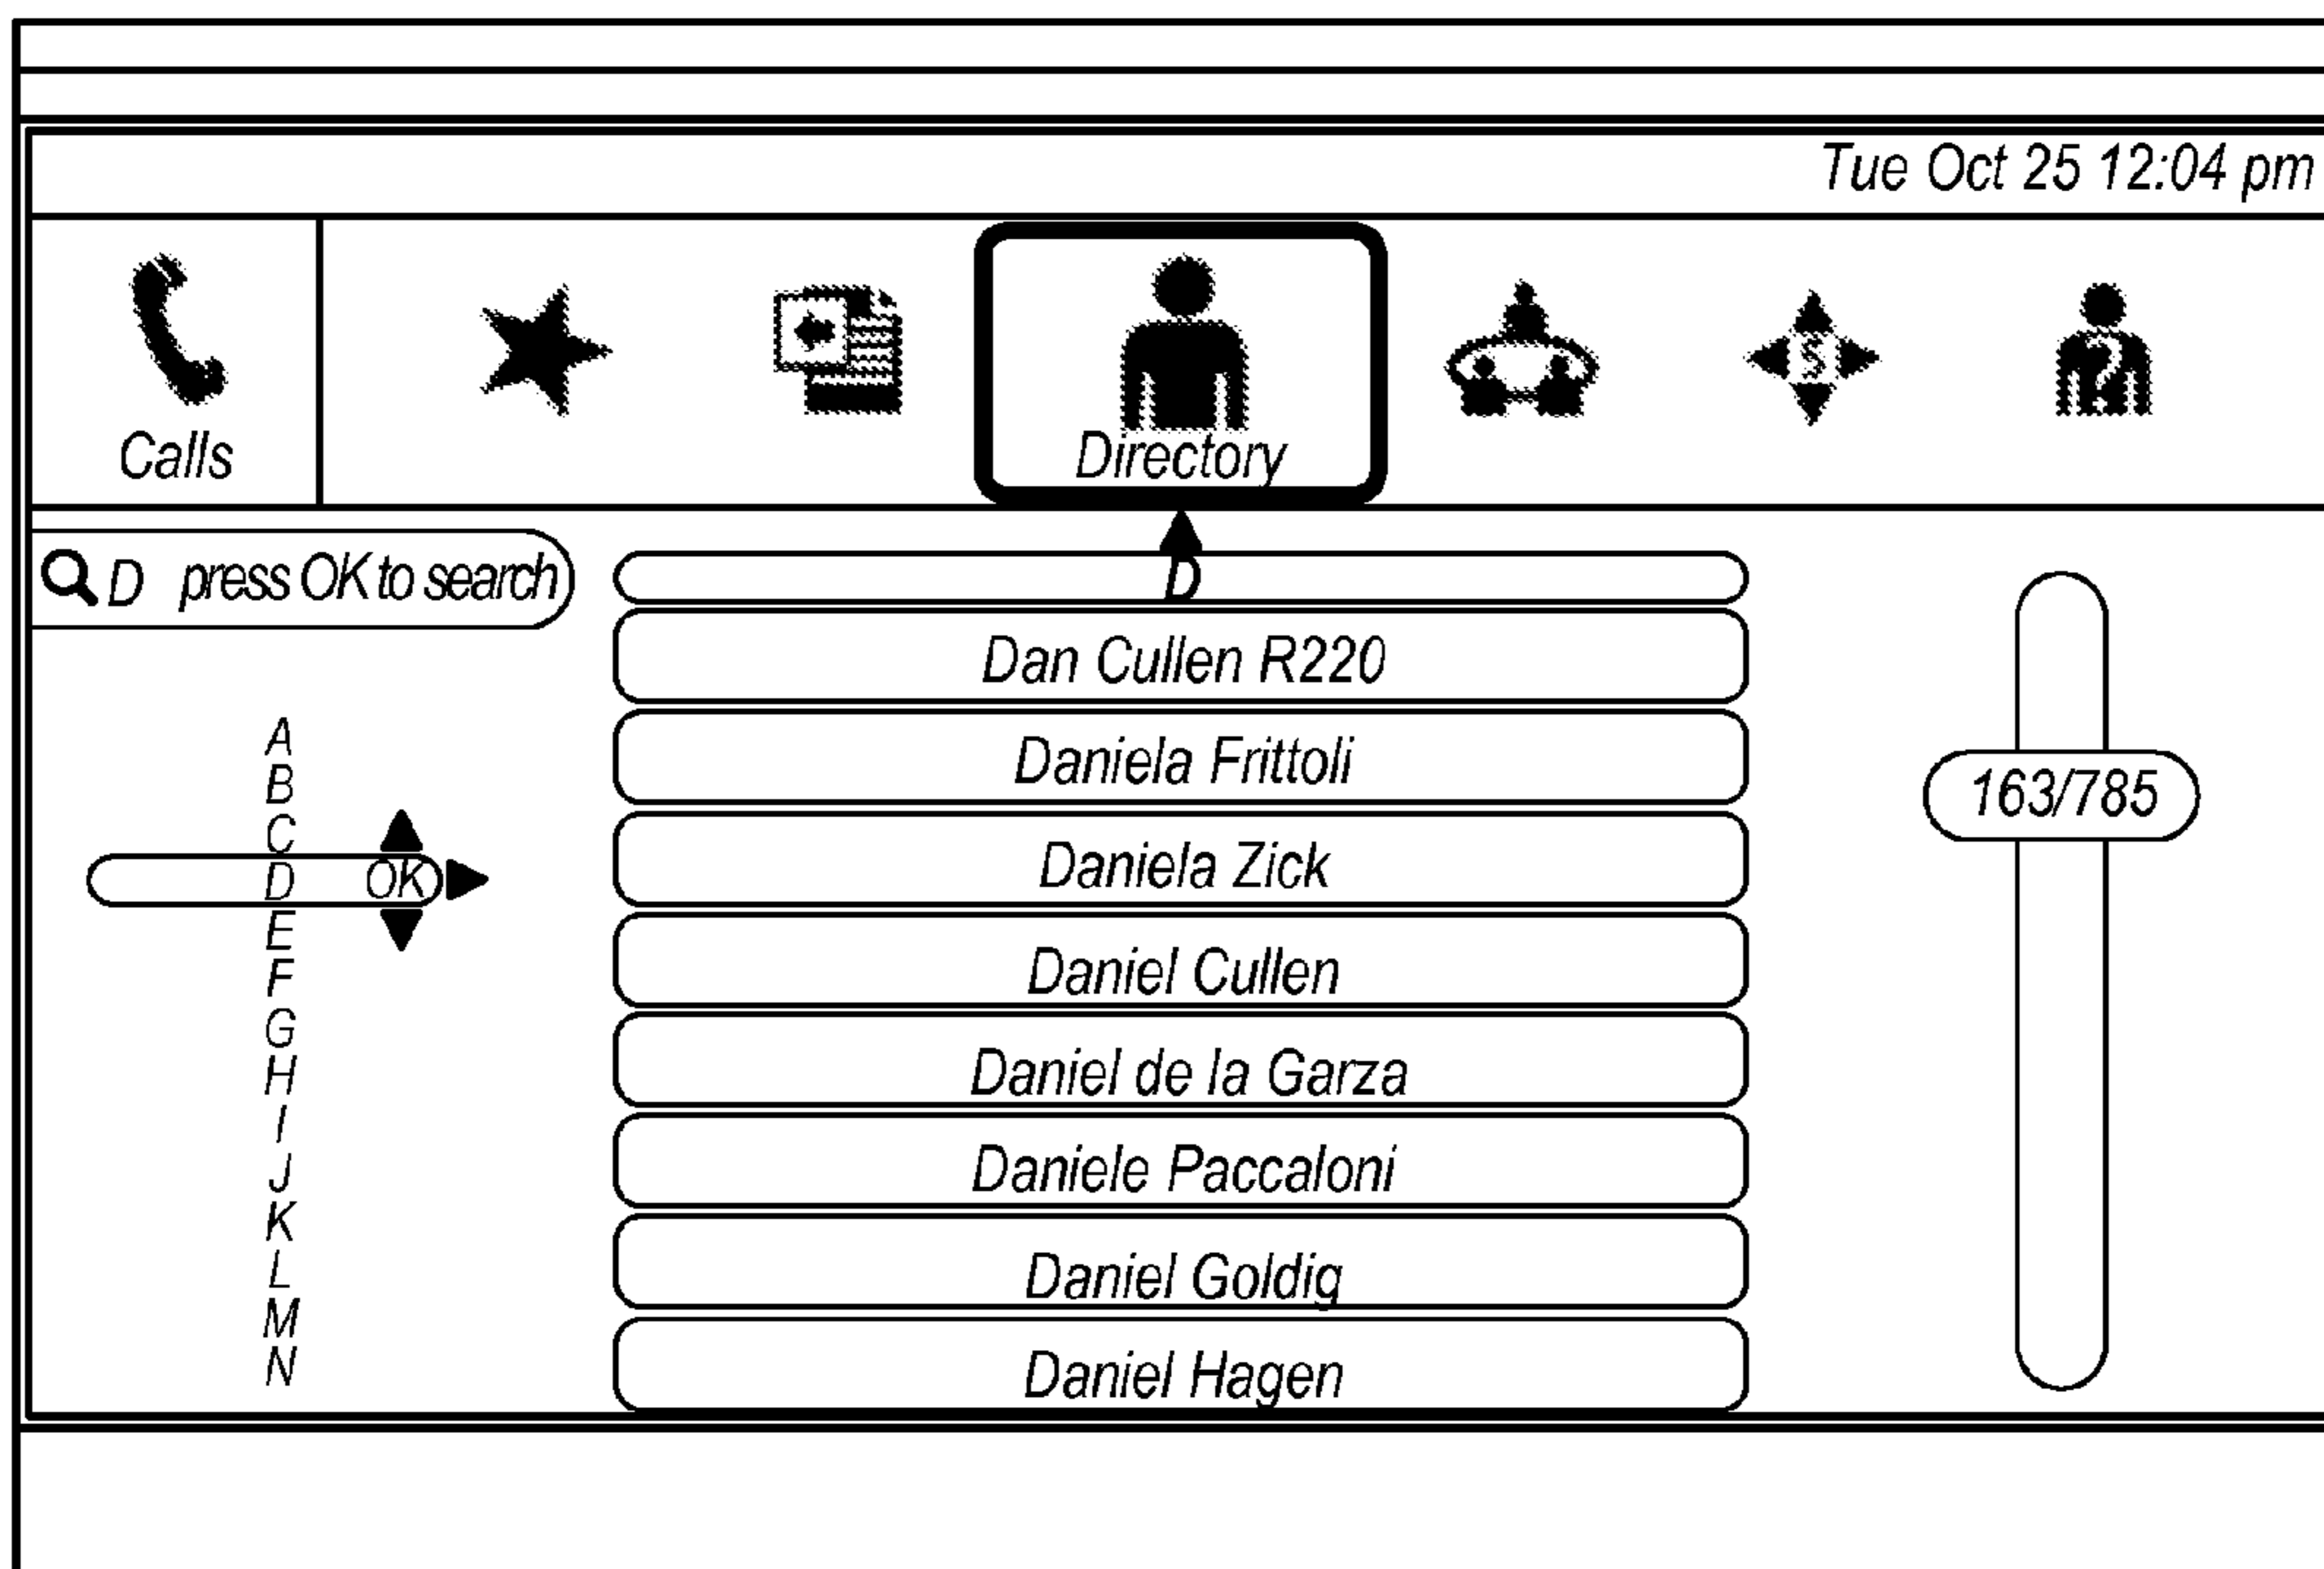 Tue Oct 25 12:04 pm
Calls
Directory
D press OK to search
D
Dan Cullen R220
Daniela Frittoli
Daniela Zick
Daniel Cullen
Daniel de la Garza
Daniele Paccaloni
Daniel Goldig
Daniel Hagen
A
B
C
D OK
E
F
G
H
I
J
K
L
M
N
163/785